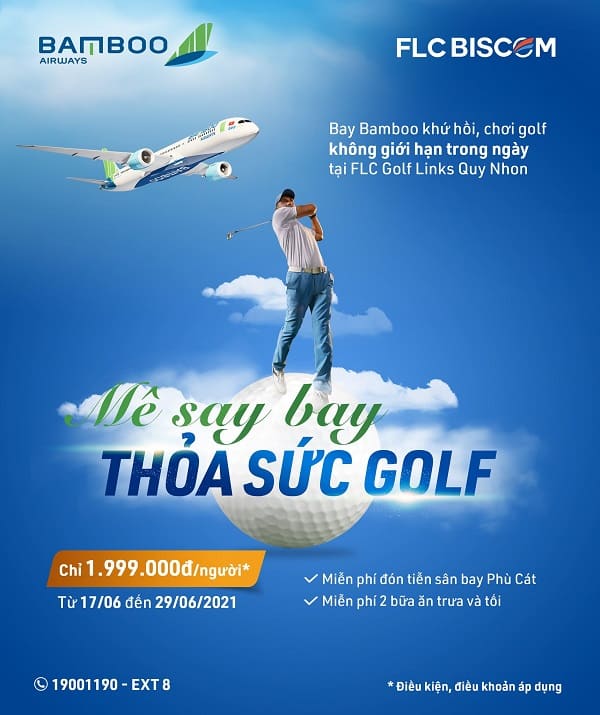 BAMBOO
AIRWAYS
FLC BISCOM
Bay Bamboo khứ hồi, chơi golf
không giới hạn trong ngày
tại FLC Golf Links Quy Nhon
Mê say bay
THỎA SỨC GOLF
Chỉ 1.999.000đ/người*
Từ 17/06 đến 29/06/2021
Miễn phí đón tiễn sân bay Phù Cát
Miễn phí 2 bữa ăn trưa và tối
19001190 - EXT 8
* Điều kiện, điều khoản áp dụng